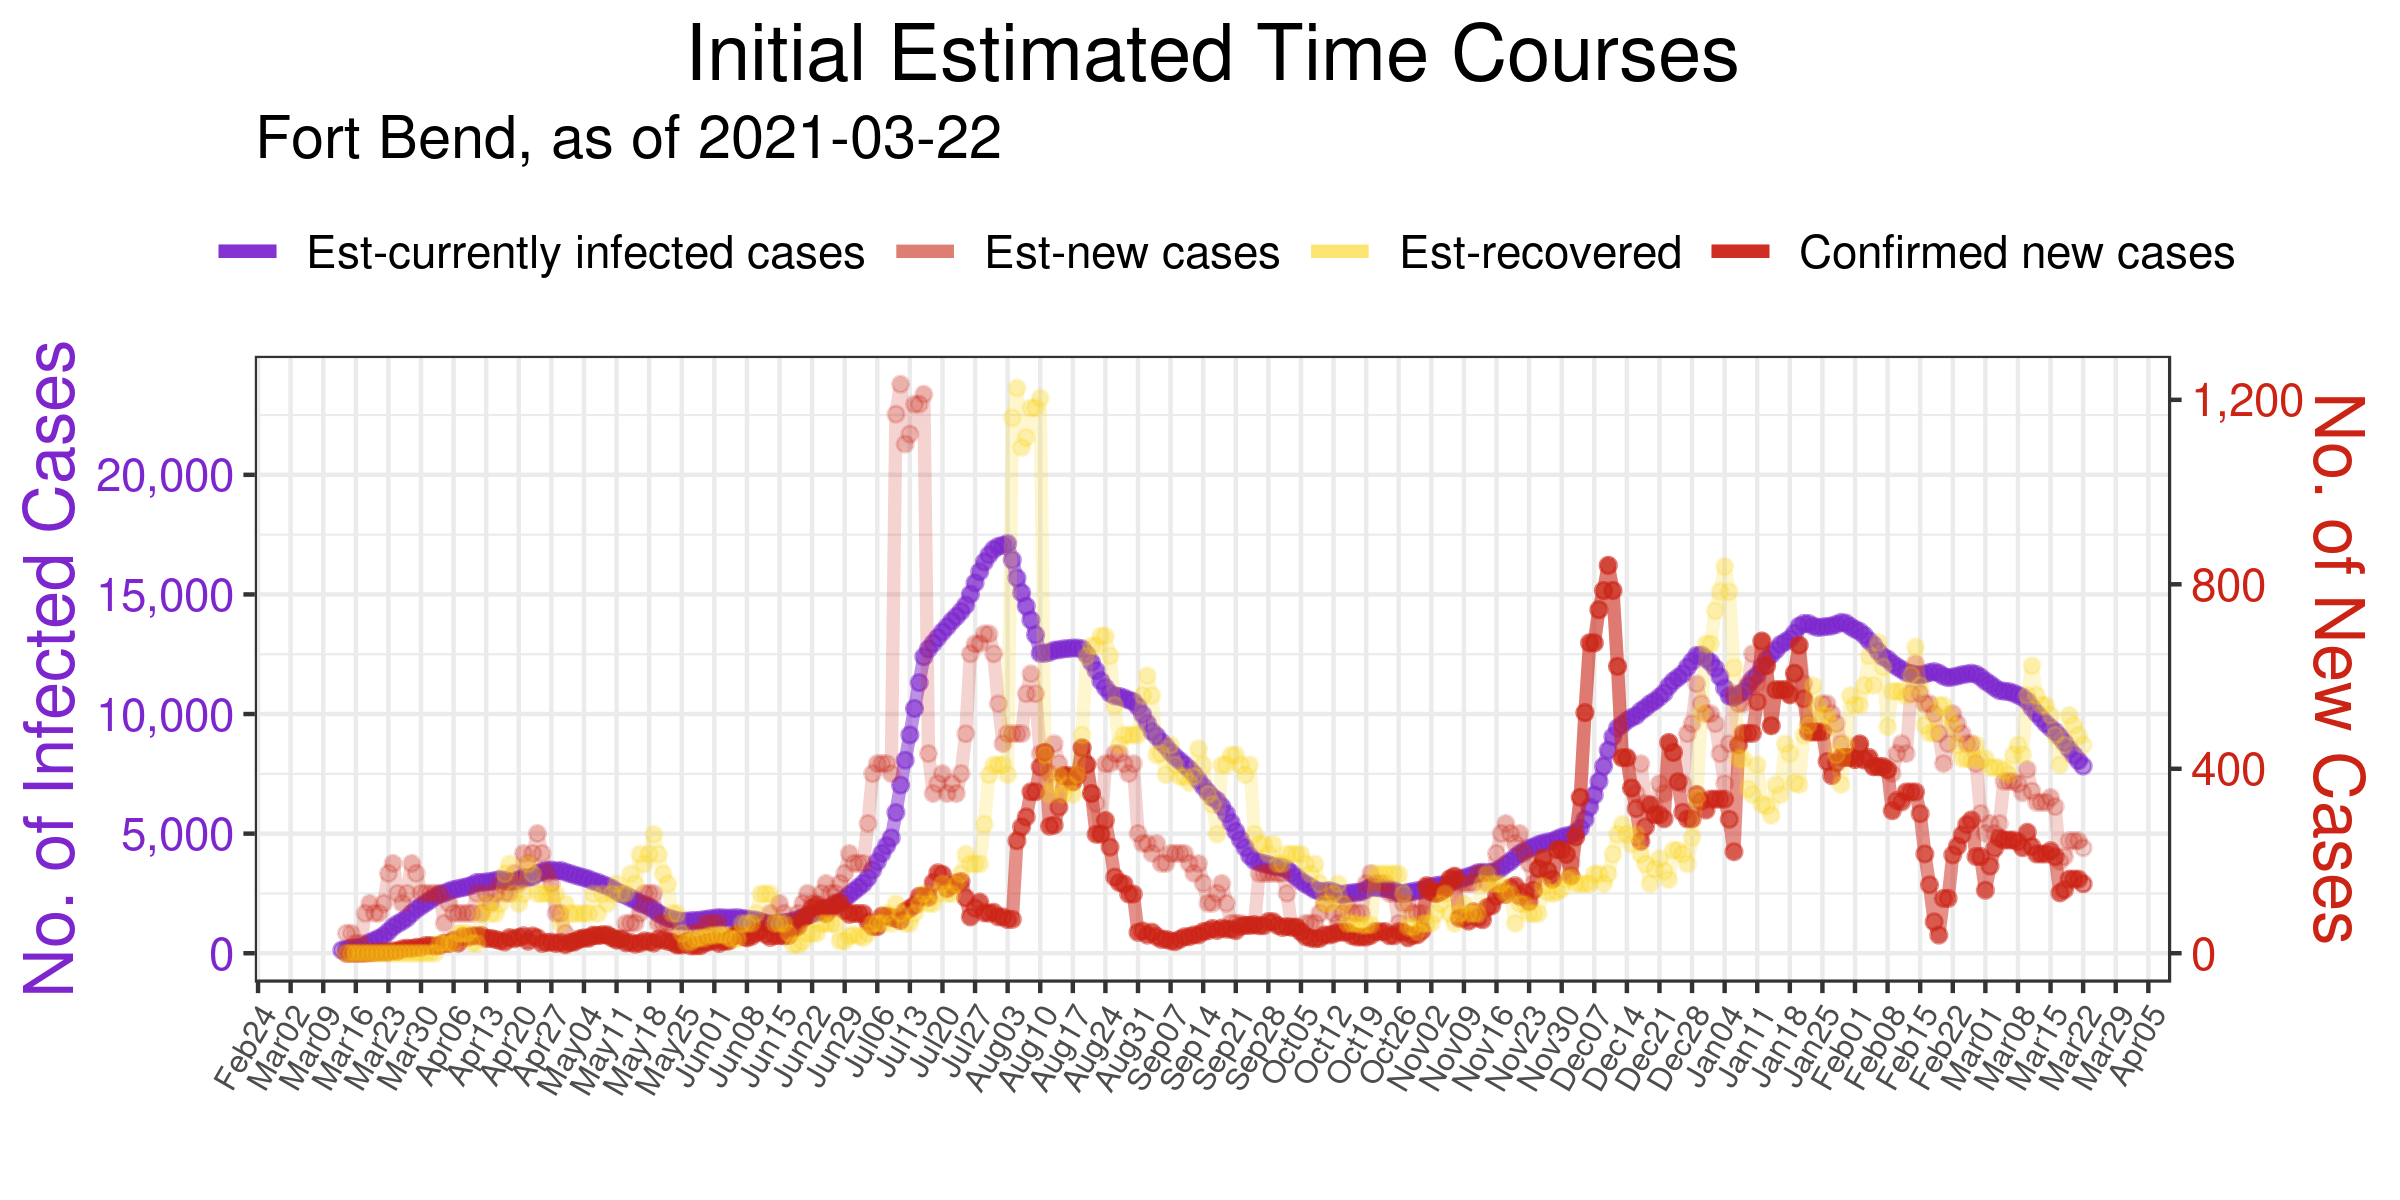 Initial Estimated Time Courses
Fort Bend, as of 2021-03-22
Est-currently infected cases Est-new cases Est-recovered Confirmed new cases
No. of Infected Cases
20,000
15,000
10,000
5,000
0
1,200
800
400
0
No. of New Cases
Feb24 Mar02 Mar09 Mar16 Mar23 Mar30 Apr06 Apr13 Apr20 Apr27 May04 May11 May18 May25 Jun01 Jun08 Jun15 Jun22 Jun29 Jul06 Jul13 Jul20 Jul27 Aug03 Aug10 Aug17 Aug24 Aug31 Sep07 Sep14 Sep21 Sep28 Oct05 Oct12 Oct19 Oct26 Nov02 Nov09 Nov16 Nov23 Nov30 Dec07 Dec14 Dec21 Dec28 Jan04 Jan11 Jan18 Jan25 Feb01 Feb08 Feb15 Feb22 Mar01 Mar08 Mar15 Mar22 Mar29 Apr05